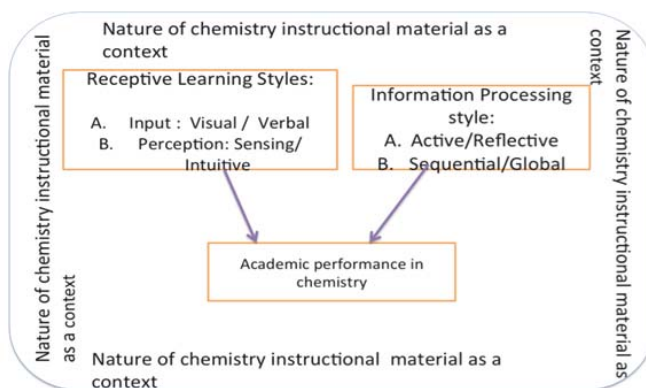 Nature of chemistry instructional material as a
context
Nature of chemistry instructional material
as a context
Receptive Learning Styles:
A. Input : Visual / Verbal
B. Perception: Sensing/
Intuitive
Information Processing
style:
A. Active/Reflective
B. Sequential/Global
Academic performance in
chemistry
Nature of chemistry instructional material as
context
Nature of chemistry instructional material as a
context